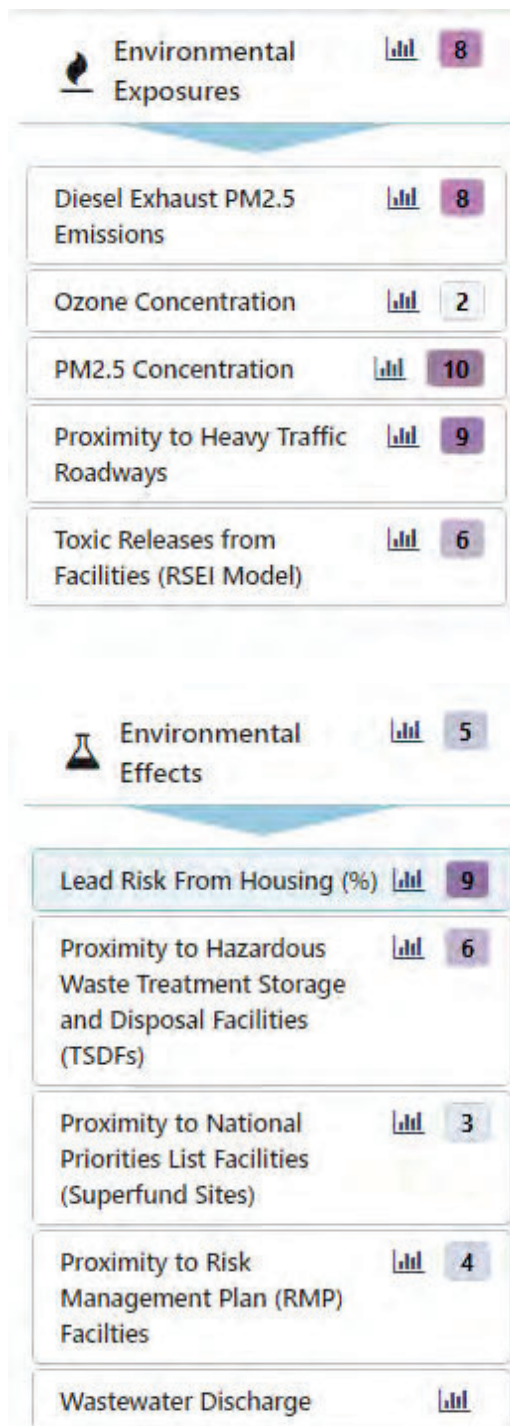 Environmental 8
Exposures
Diesel Exhaust PM2.5 8
Emissions
Ozone Concentration 2
PM2.5 Concentration 10
Proximity to Heavy Traffic 9
Roadways
Toxic Releases from 6
Facilities (RSEI Model)
Environmental 5
Effects
Lead Risk From Housing (%) 9
Proximity to Hazardous 6
Waste Treatment Storage
and Disposal Facilities
(TSDFs)
Proximity to National 3
Priorities List Facilities
(Superfund Sites)
Proximity to Risk 4
Management Plan (RMP)
Facilties
Wastewater Discharge